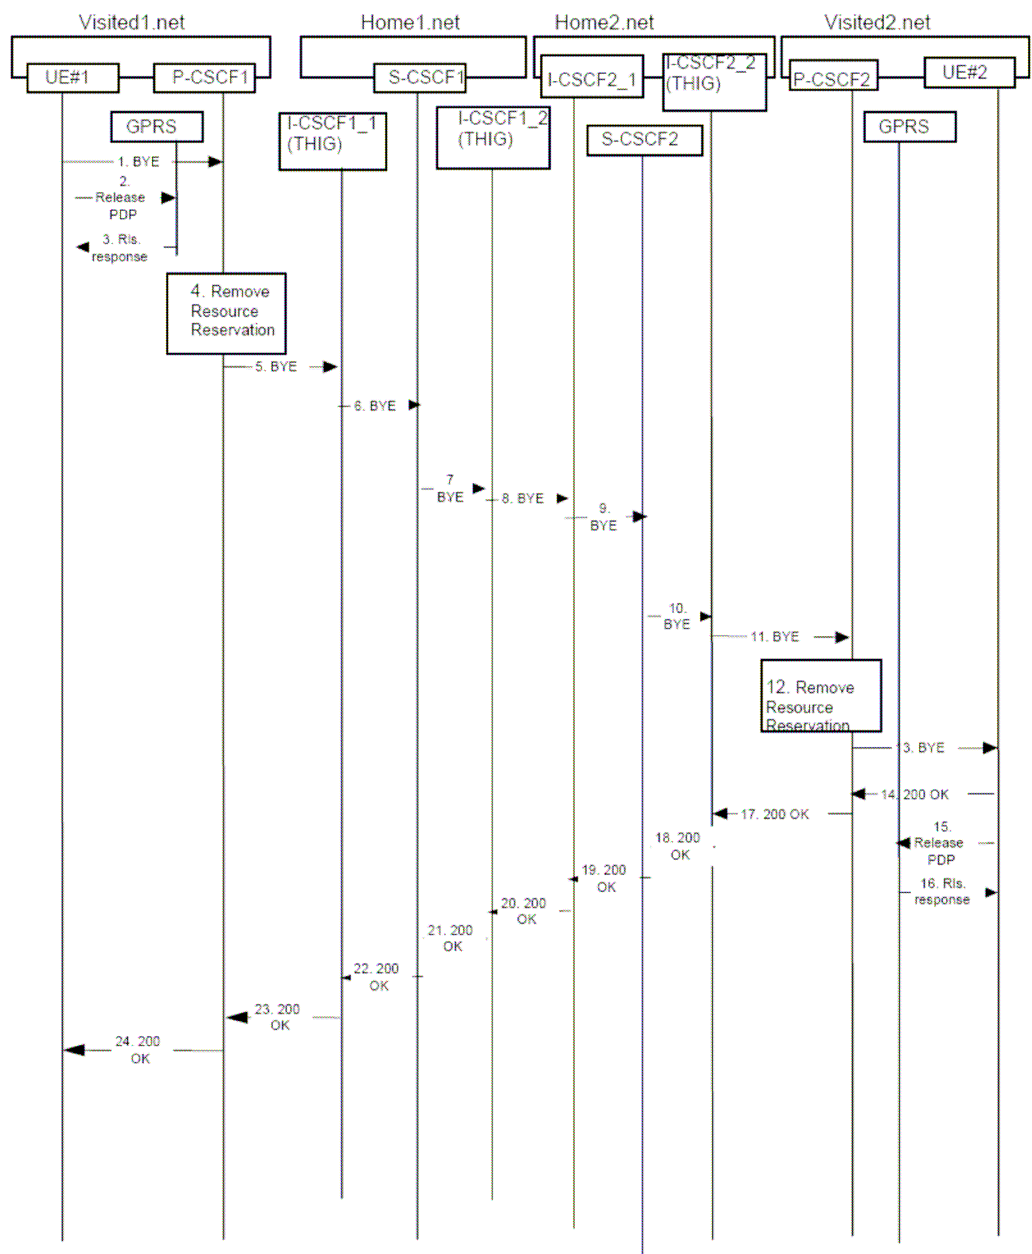 Visited1.net
Home1.net
Home2.net
Visited2.net
UE#1
P-CSCF1
S-CSCF1
I-CSCF2_1
I-CSCF2_2
(THIG)
P-CSCF2
UE#2
GPRS
I-CSCF1_1
(THIG)
I-CSCF1_2
(THIG)
S-CSCF2
GPRS
1. BYE
2.
Release
PDP
3. Rls.
response
4. Remove
Resource
Reservation
5. BYE
6. BYE
7
BYE
8. BYE
9.
BYE
10.
BYE
11. BYE
12. Remove
Resource
Reservation
13. BYE
14. 200 OK
17. 200 OK
15.
Release
PDP
18. 200
OK
16. Rls.
response
19. 200
OK
20. 200
OK
21. 200
OK
22. 200
OK
23. 200
OK
24. 200
OK